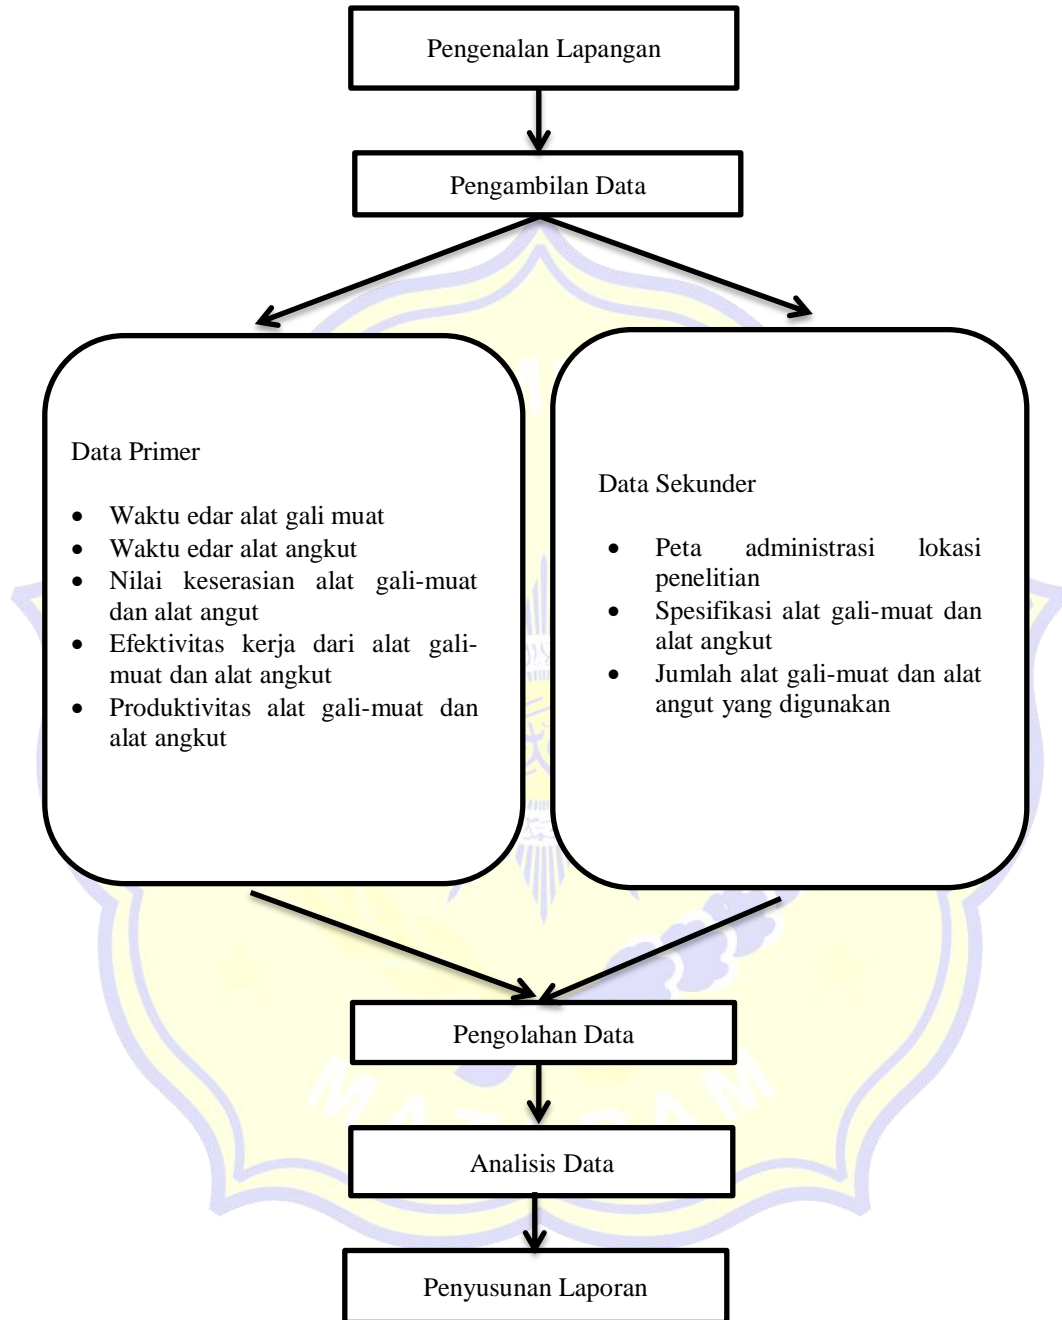 Pengenalan Lapangan
Pengambilan Data
Data Primer
• Waktu edar alat gali muat
• Waktu edar alat angkut
• Nilai keserasian alat gali-muat
dan alat angut
• Efektivitas kerja dari alat gali-
muat dan alat angkut
• Produktivitas alat gali-muat dan
alat angkut
Data Sekunder
• Peta administrasi lokasi
penelitian
• Spesifikasi alat gali-muat dan
alat angkut
• Jumlah alat gali-muat dan alat
angut yang digunakan
Pengolahan Data
Analisis Data
Penyusunan Laporan